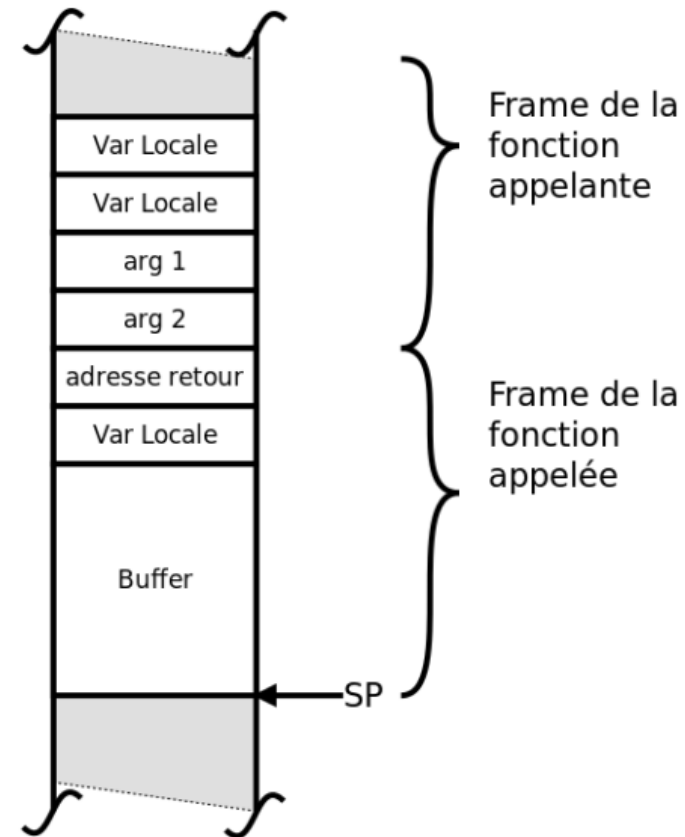 Var Locale
Var Locale
arg 1
arg 2
adresse retour
Var Locale
Buffer
SP
Frame de la
fonction
appelante
Frame de la
fonction
appelée